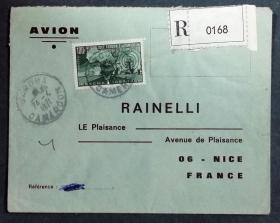 AVION
R 0168
RAINELLI
LE Plaisance
Avenue de Plaisance
06 - NICE
FRANCE
Référence :